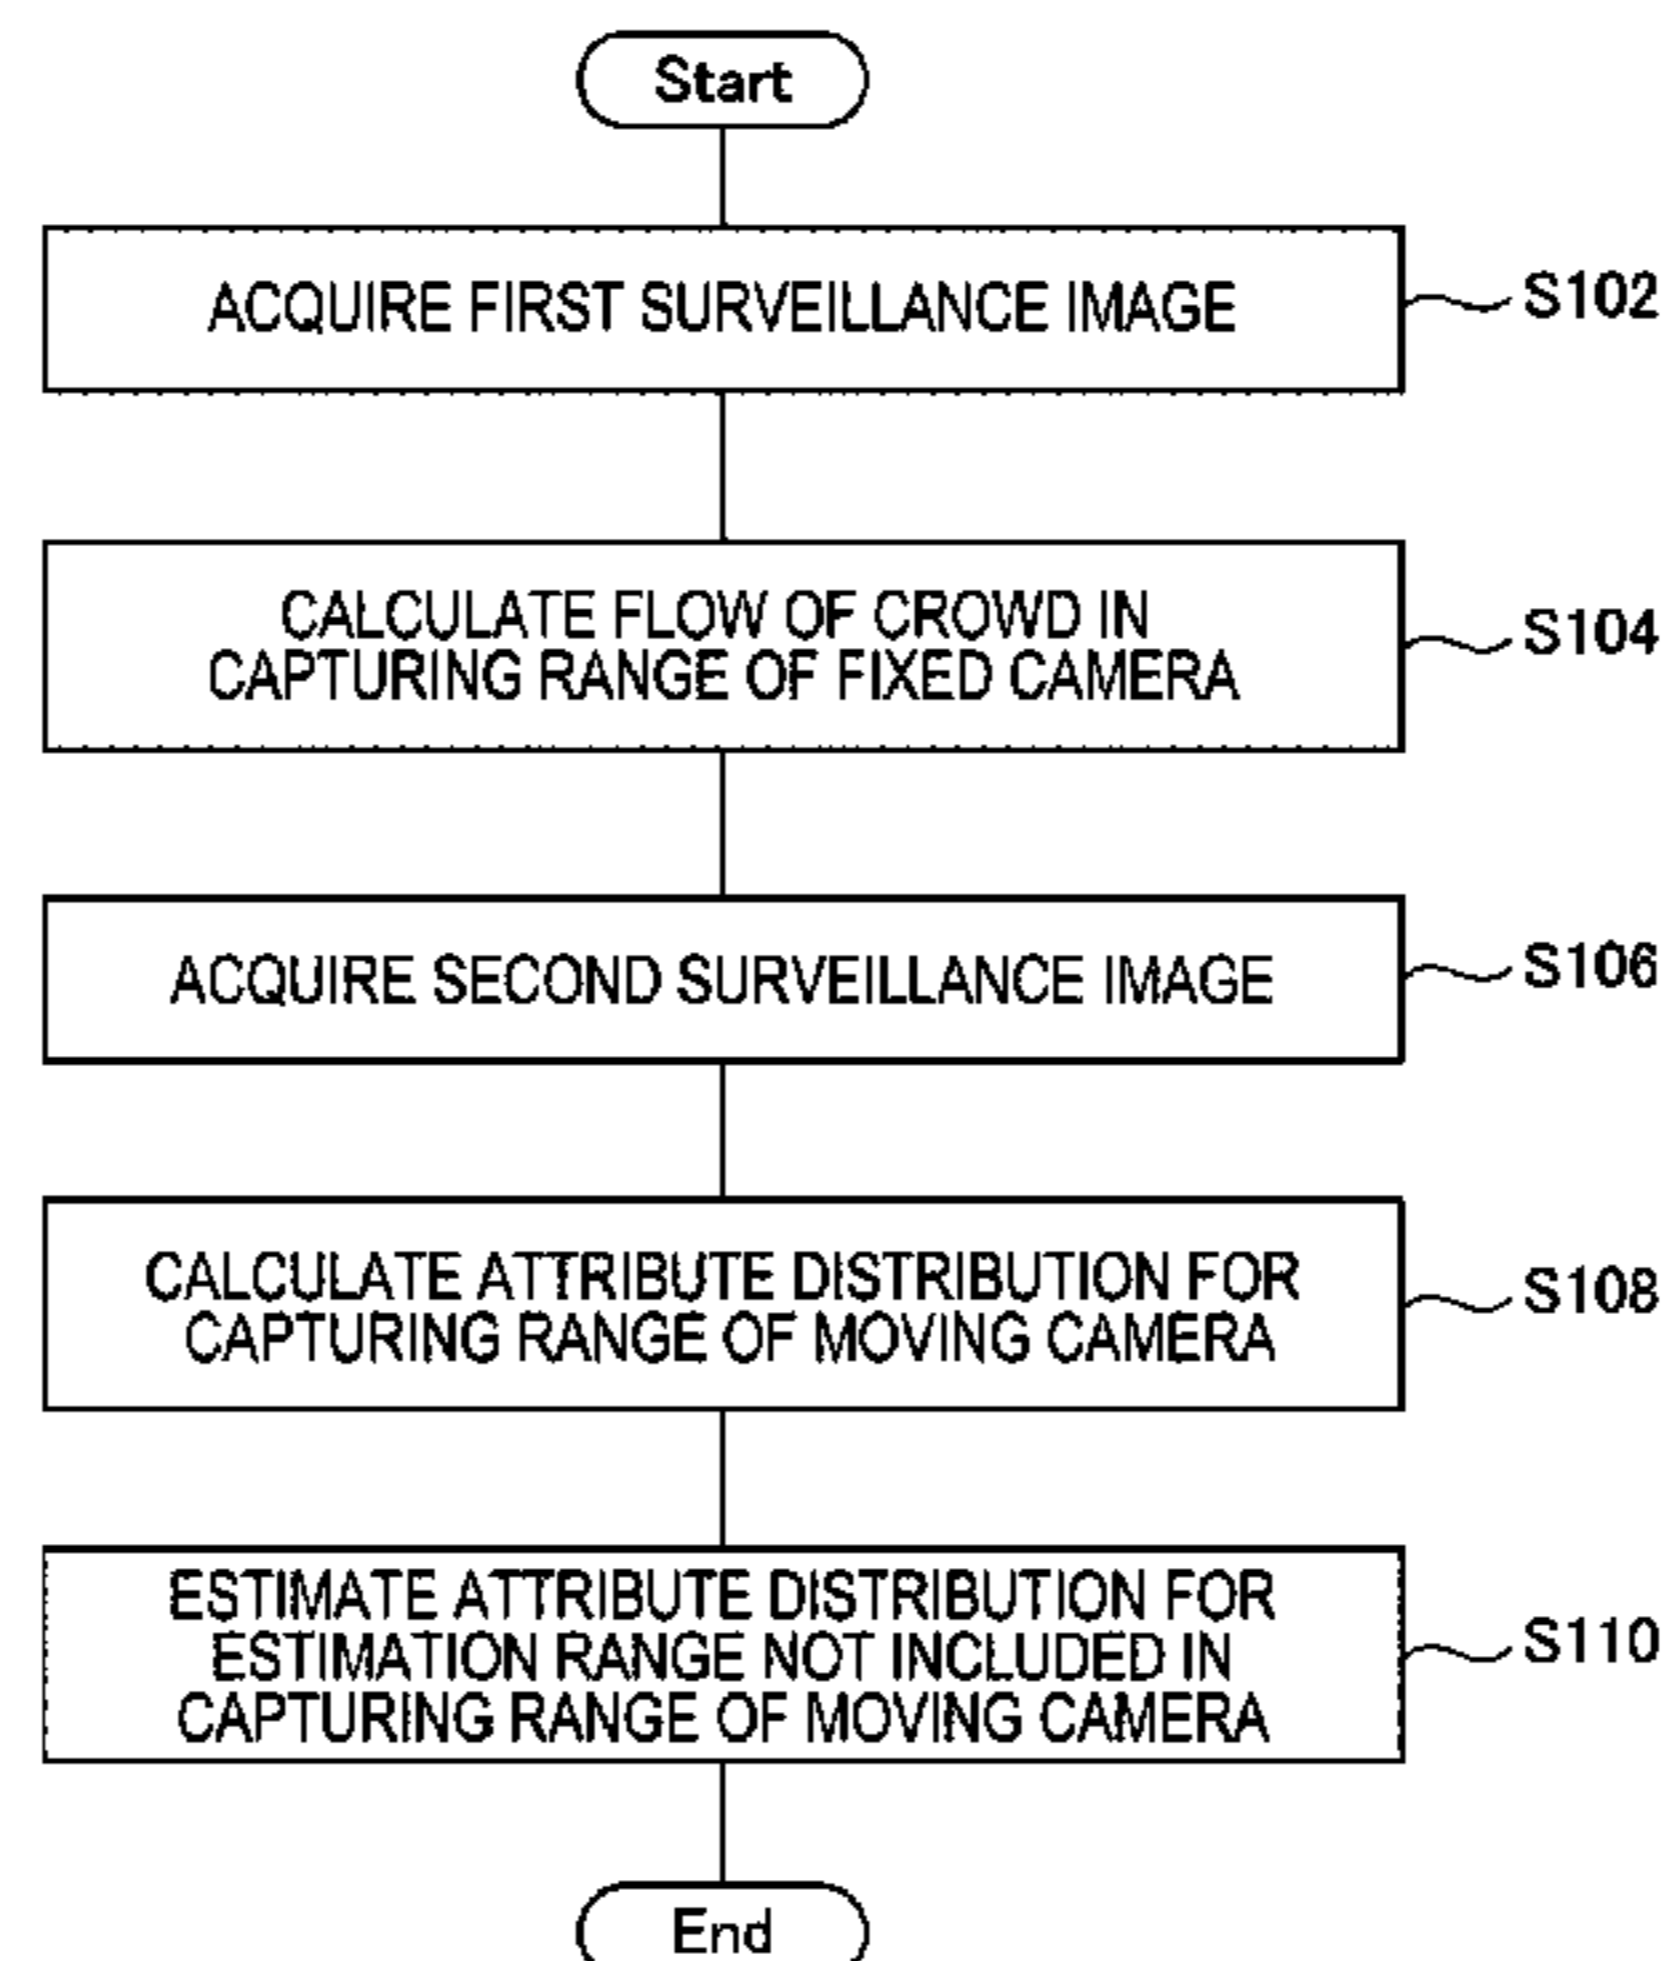 Start
ACQUIRE FIRST SURVEILLANCE IMAGE
S102
CALCULATE FLOW OF CROWD IN
CAPTURING RANGE OF FIXED CAMERA
S104
ACQUIRE SECOND SURVEILLANCE IMAGE
S106
CALCULATE ATTRIBUTE DISTRIBUTION FOR
CAPTURING RANGE OF MOVING CAMERA
S108
ESTIMATE ATTRIBUTE DISTRIBUTION FOR
ESTIMATION RANGE NOT INCLUDED IN
CAPTURING RANGE OF MOVING CAMERA
S110
End